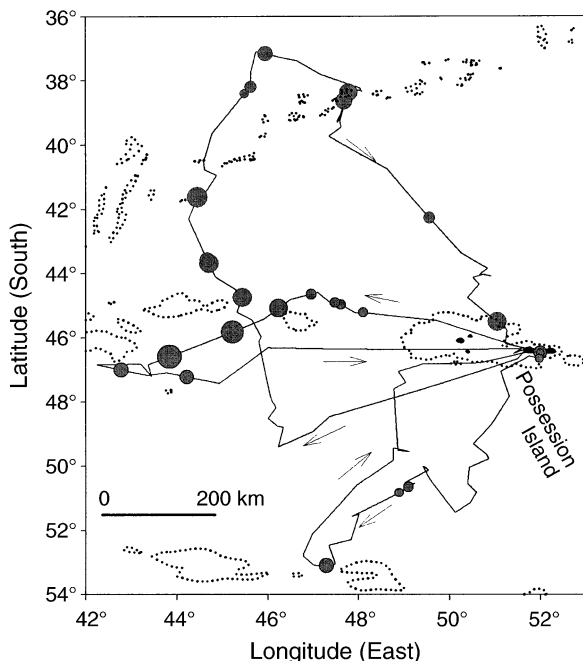 36°
38°
40°
42°
44°
46°
48°
50°
52°
54°
Latitude (South)
Possession
Island
0 200 km
42° 44° 46° 48° 50° 52°
Longitude (East)